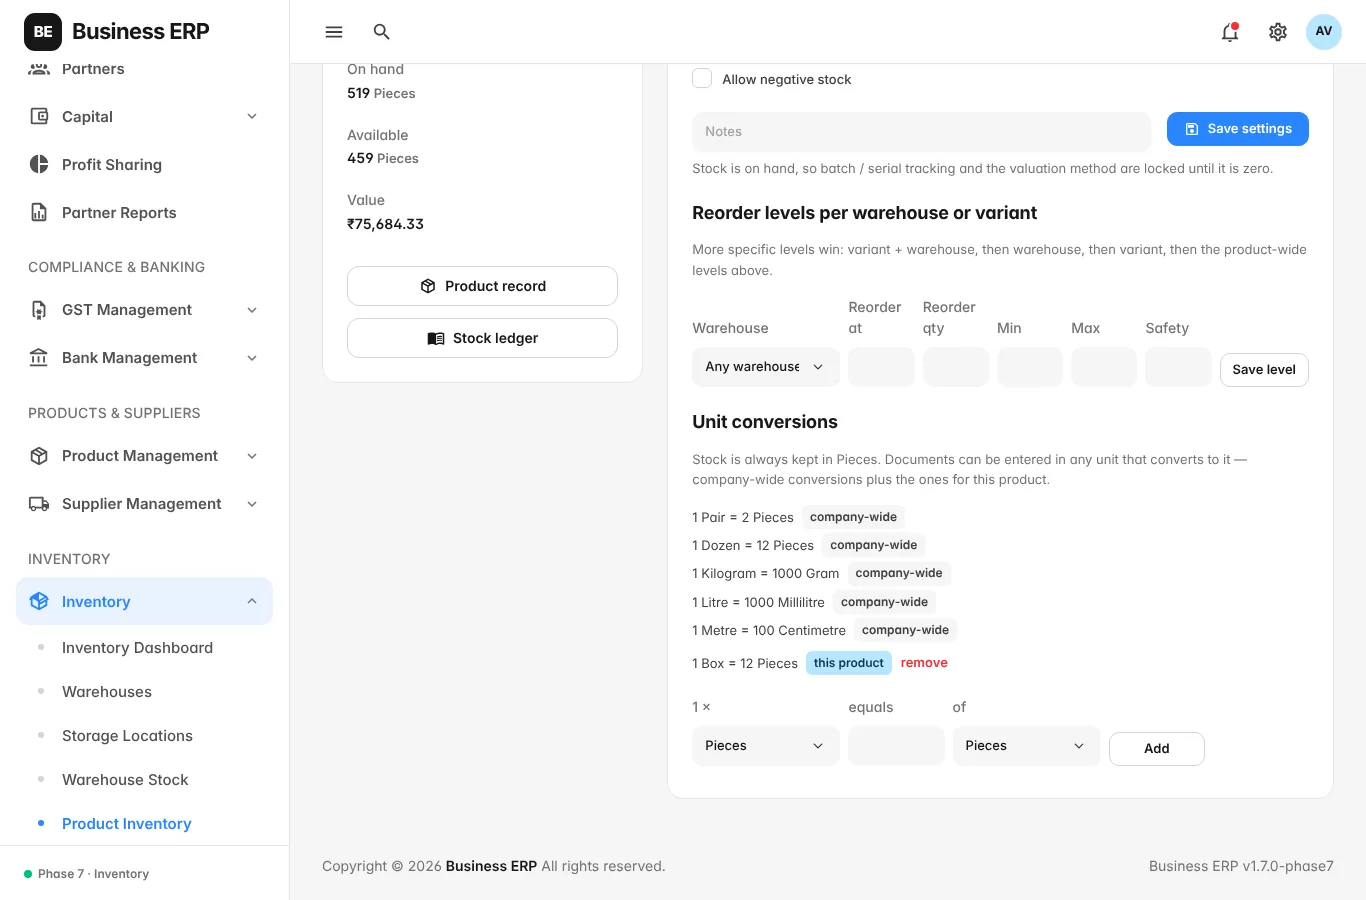 BE Business ERP
Partners
Capital
Profit Sharing
Partner Reports
COMPLIANCE & BANKING
GST Management
Bank Management
PRODUCTS & SUPPLIERS
Product Management
Supplier Management
INVENTORY
Inventory
Inventory Dashboard
Warehouses
Storage Locations
Warehouse Stock
Product Inventory
Phase 7 · Inventory
AV
On hand
519 Pieces
Available
459 Pieces
Value
₹75,684.33
Product record
Stock ledger
Allow negative stock
Notes
Save settings
Stock is on hand, so batch / serial tracking and the valuation method are locked until it is zero.
Reorder levels per warehouse or variant
More specific levels win: variant + warehouse, then warehouse, then variant, then the product-wide
levels above.
Warehouse Reorder at Reorder qty Min Max Safety
Any warehouse Save level
Unit conversions
Stock is always kept in Pieces. Documents can be entered in any unit that converts to it —
company-wide conversions plus the ones for this product.
1 Pair = 2 Pieces company-wide
1 Dozen = 12 Pieces company-wide
1 Kilogram = 1000 Gram company-wide
1 Litre = 1000 Millilitre company-wide
1 Metre = 100 Centimetre company-wide
1 Box = 12 Pieces this product remove
1 × equals of
Pieces Pieces Add
Copyright © 2026 Business ERP All rights reserved.
Business ERP v1.7.0-phase7